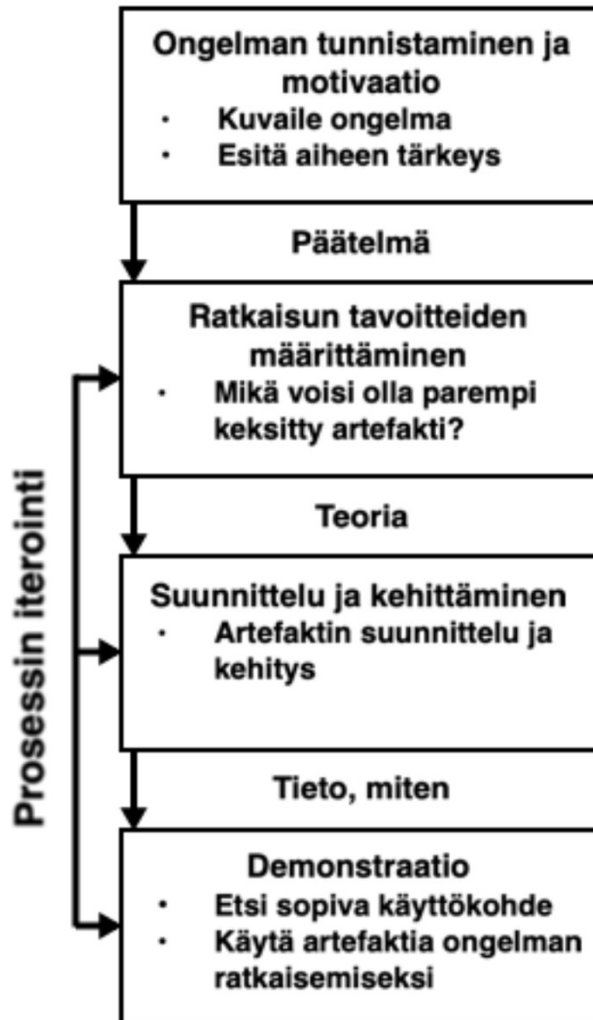 Ongelman tunnistaminen ja
motivaatio
· Kuvaile ongelma
· Esitä aiheen tärkeys
Päätelmä
Ratkaisun tavoitteiden
määrittäminen
· Mikä voisi olla parempi
keksitty artefakti?
Teoria
Suunnittelu ja kehittäminen
· Artefaktin suunnittelu ja
kehitys
Tieto, miten
Demonstraatio
· Etsi sopiva käyttökohde
· Käytä artefaktia ongelman
ratkaisemiseksi
Prosessin iterointi